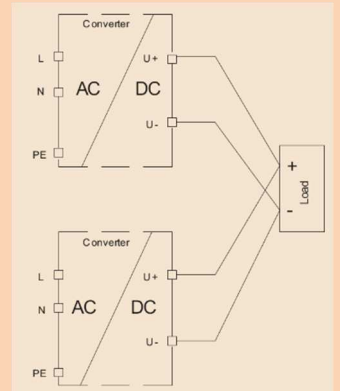 Converter
L
U+
N
AC
DC
U-
PE
+
Load
-
Converter
L
U+
N
AC
DC
U-
PE